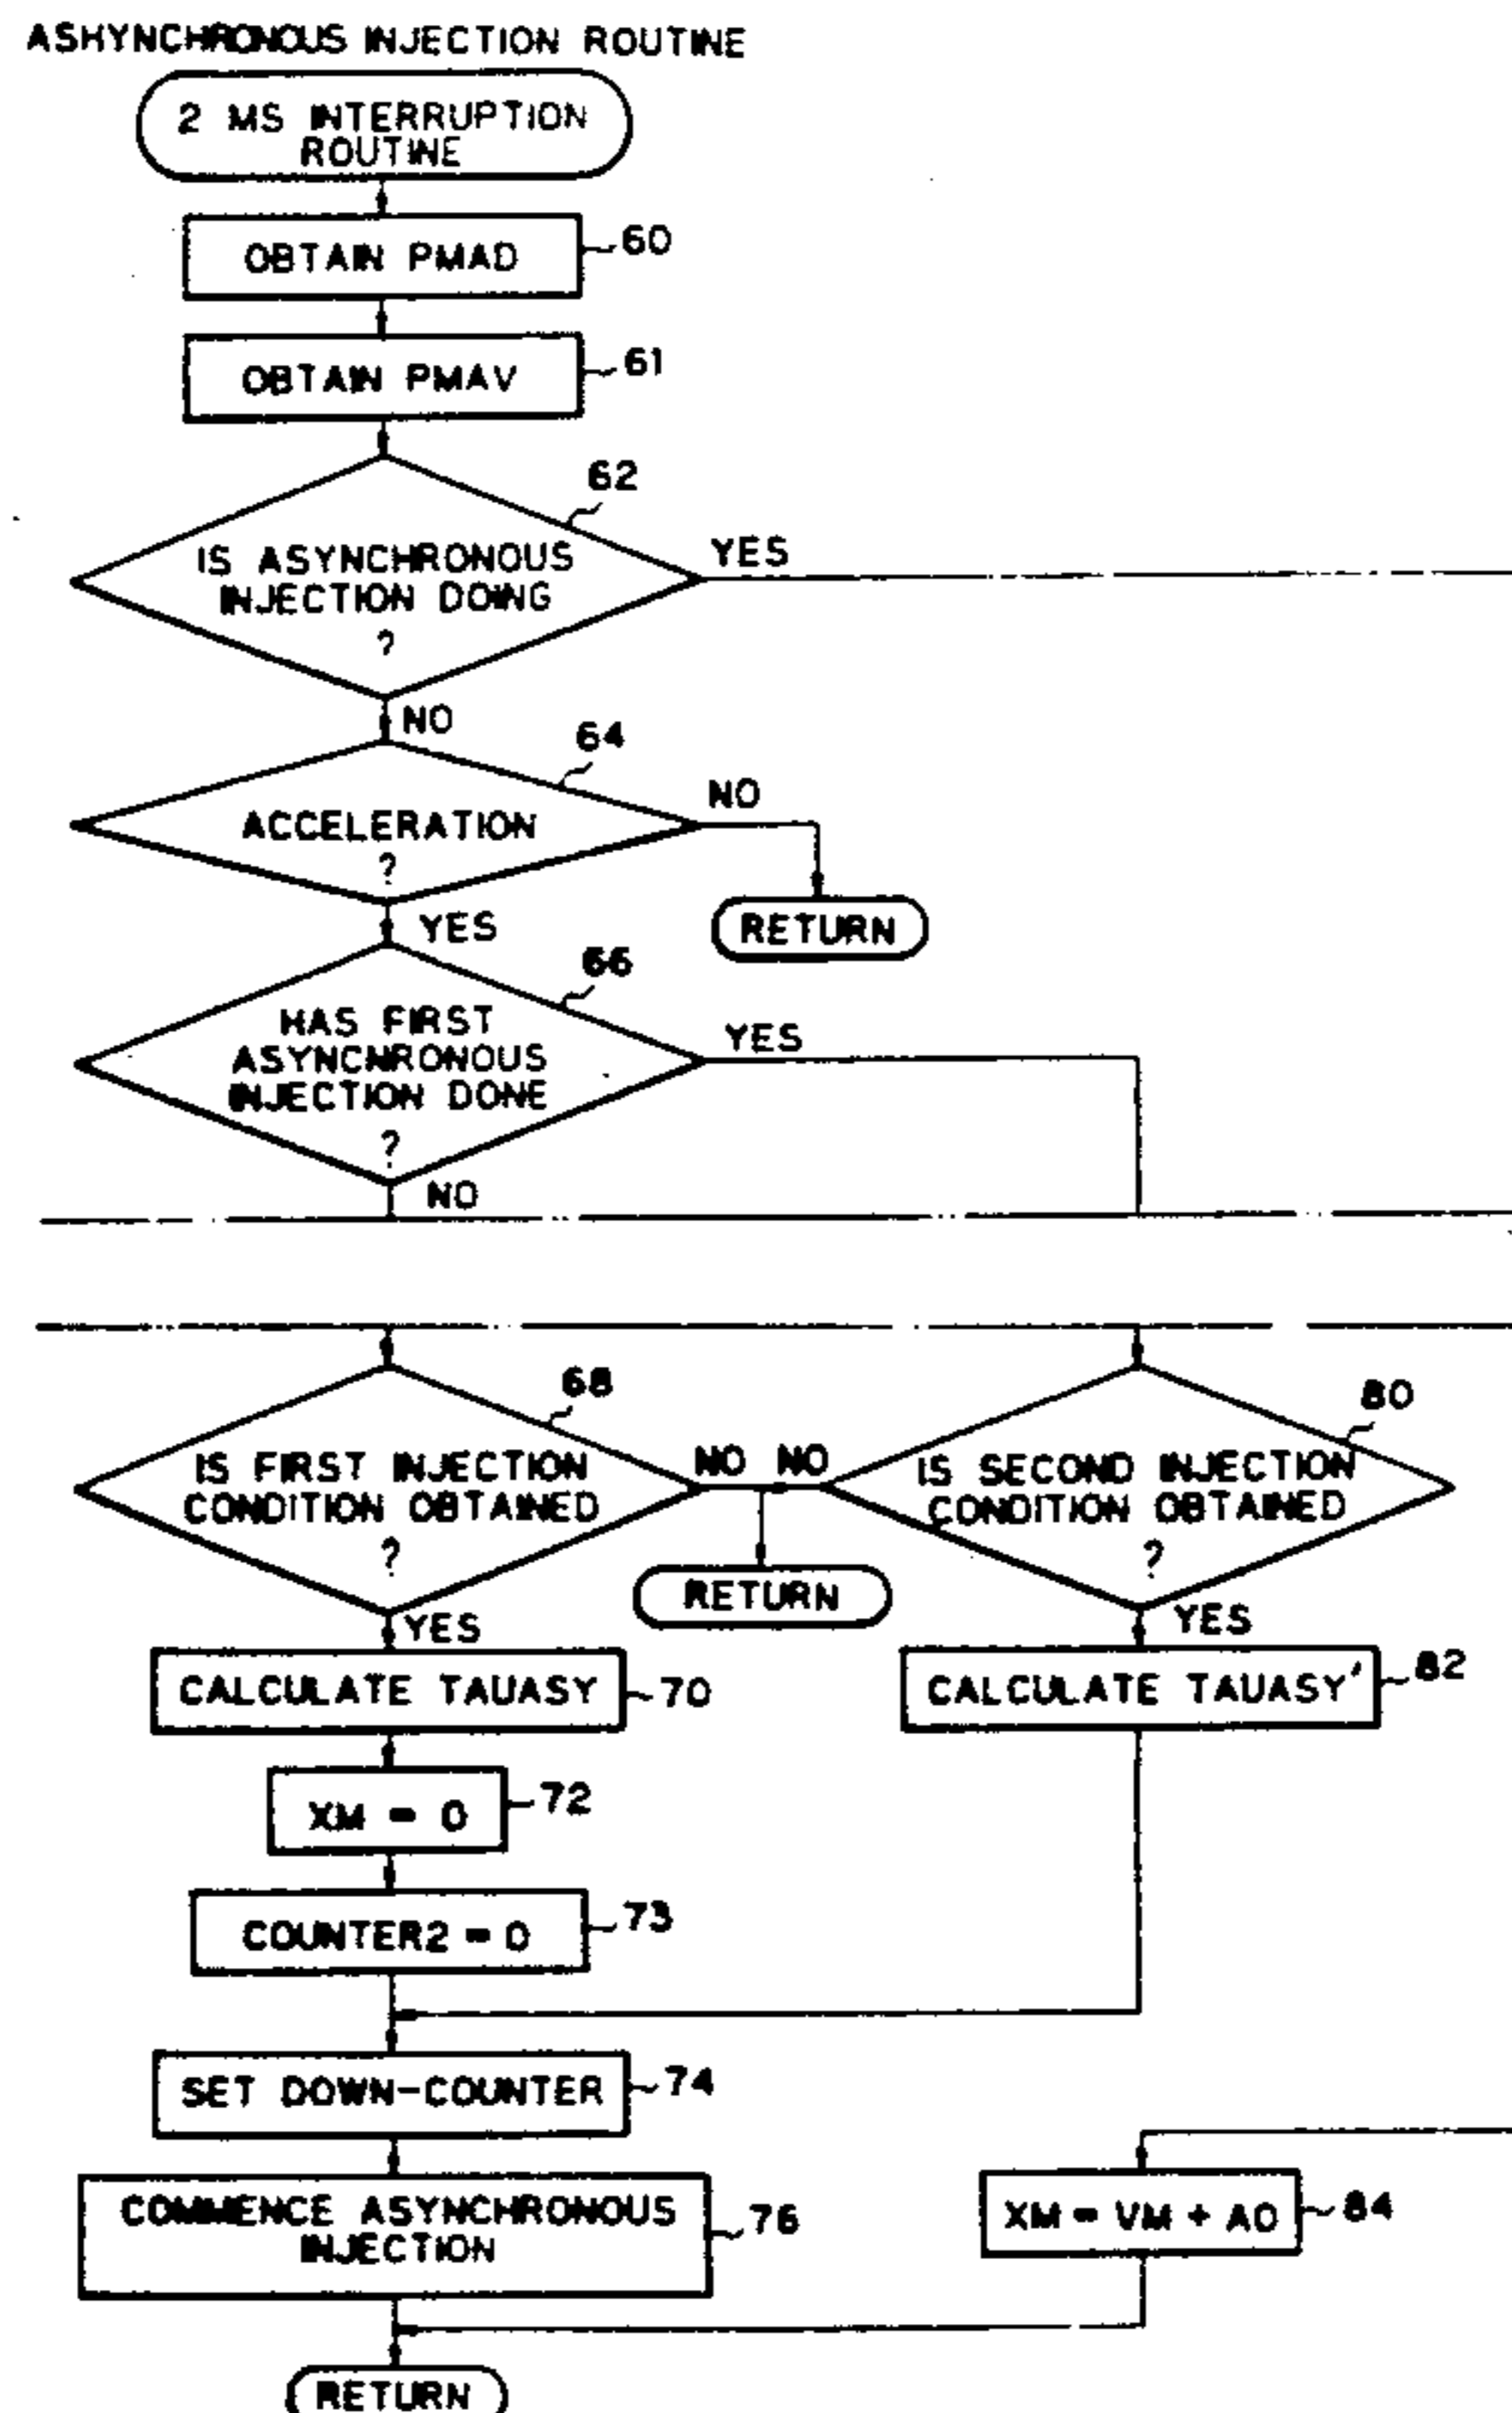 ASHYNCHRONOUS INJECTION ROUTINE
2 MS INTERRUPTION
ROUTINE
OBTAIN PMAD
60
OBTAIN PMAV
61
62
IS ASYNCHRONOUS
INJECTION DOING
?
YES
NO
64
ACCELERATION
?
NO
RETURN
YES
66
HAS FIRST
ASYNCNRONOUS
INJECTION DONE
?
YES
NO
68
IS FIRST INJECTION
CONDITION OBTAINED
?
NO NO
80
IS SECOND INJECTION
CONDITION OBTAINED
?
RETURN
YES
YES
CALCULATE TAUASY
70
CALCULATE TAUASY'
82
XM = 0
72
COUNTER2 = 0
73
SET DOWN-COUNTER
74
COMMENCE ASYNCHRONOUS
INJECTION
76
XM = VM + A0
84
RETURN